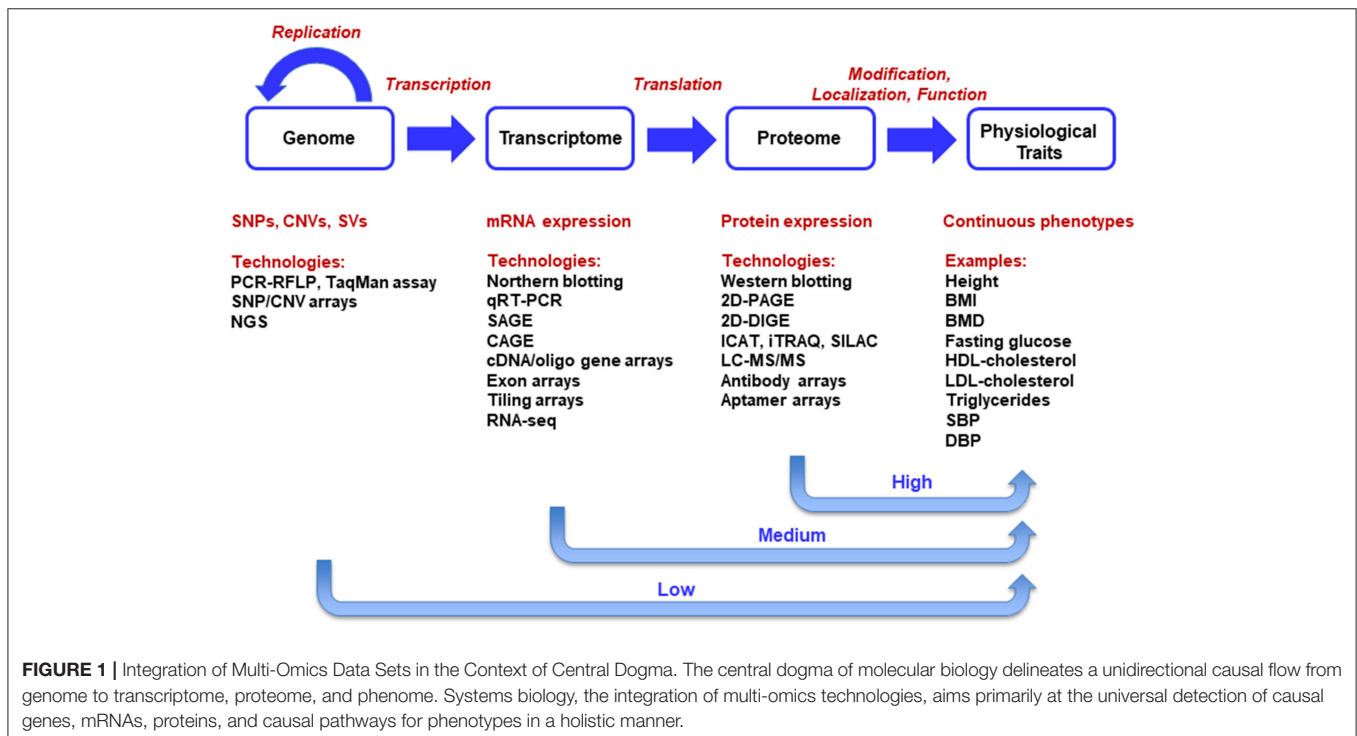 Replication
Transcription
Translation
Modification,
Localization, Function
Genome
Transcriptome
Proteome
Physiological
Traits
SNPs, CNVs, SVs
Technologies:
PCR-RFLP, TaqMan assay
SNP/CNV arrays
NGS
mRNA expression
Technologies:
Northern blotting
qRT-PCR
SAGE
CAGE
cDNA/oligo gene arrays
Exon arrays
Tiling arrays
RNA-seq
Protein expression
Technologies:
Western blotting
2D-PAGE
2D-DIGE
ICAT, iTRAQ, SILAC
LC-MS/MS
Antibody arrays
Aptamer arrays
Continuous phenotypes
Examples:
Height
BMI
BMD
Fasting glucose
HDL-cholesterol
LDL-cholesterol
Triglycerides
SBP
DBP
High
Medium
Low
FIGURE 1 | Integration of Multi-Omics Data Sets in the Context of Central Dogma. The central dogma of molecular biology delineates a unidirectional causal flow from
genome to transcriptome, proteome, and phenome. Systems biology, the integration of multi-omics technologies, aims primarily at the universal detection of causal
genes, mRNAs, proteins, and causal pathways for phenotypes in a holistic manner.